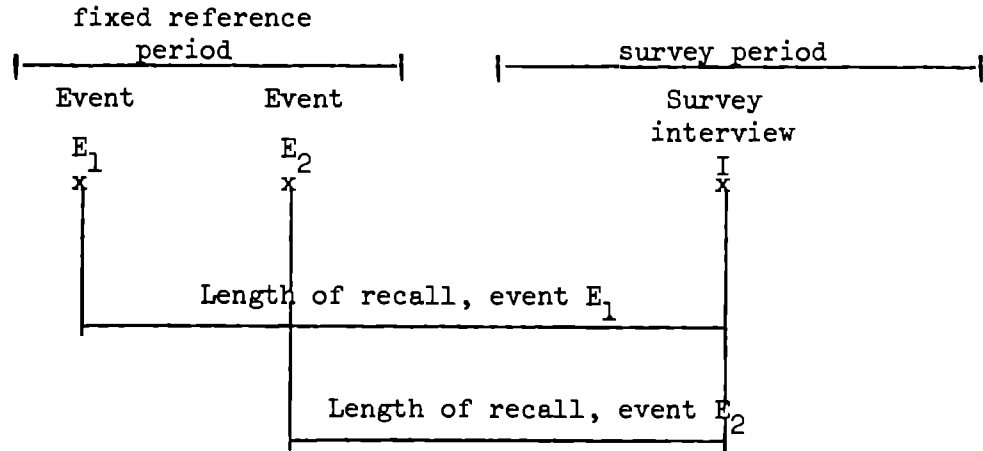 fixed reference
period
survey period
Event Event
Survey
interview
E1 E2
I
x x x
Length of recall, event E1
Length of recall, event E2